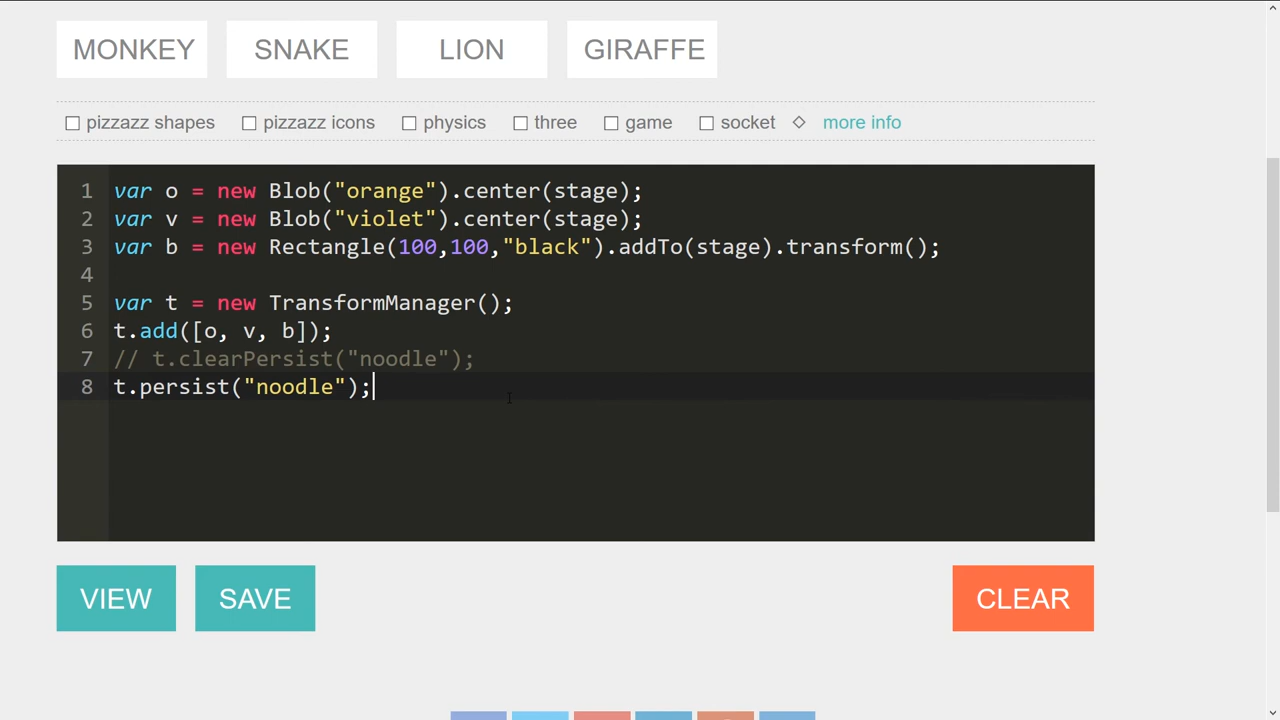 MONKEY SNAKE LION GIRAFFE
pizzazz shapes pizzazz icons physics three game socket more info
1 var o = new Blob("orange").center(stage);
2 var v = new Blob("violet").center(stage);
3 var b = new Rectangle(100,100,"black").addTo(stage).transform();
4
5 var t = new TransformManager();
6 t.add([o, v, b]);
7 // t.clearPersist("noodle");
8 t.persist("noodle");
VIEW SAVE CLEAR